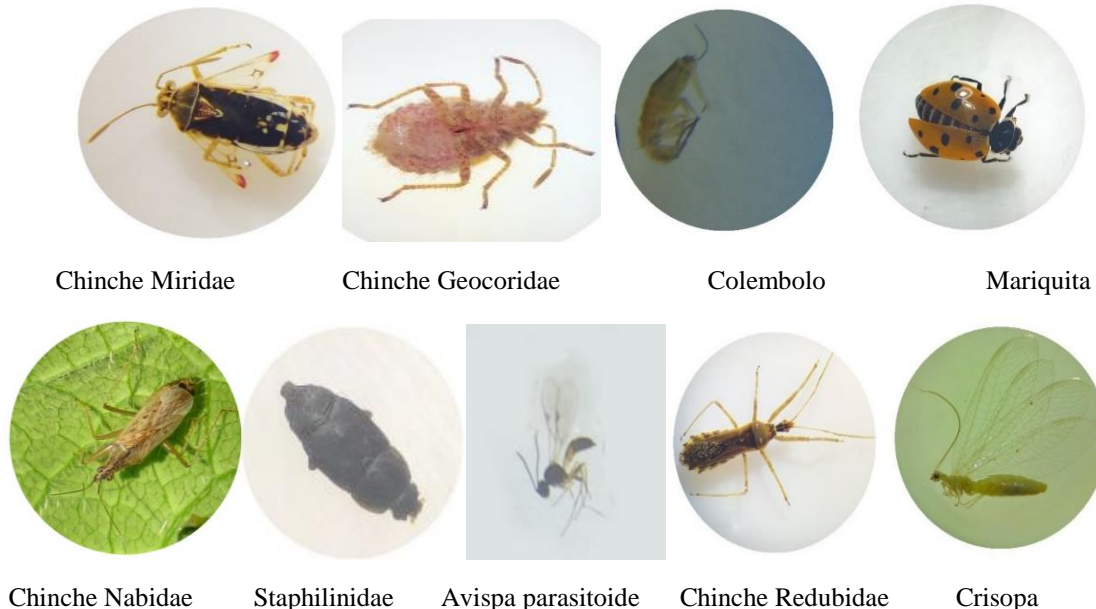 Chinche Miridae Chinche Geocoridae Colembolo Mariquita
Chinche Nabidae Staphilinidae Avispa parasitoide Chinche Redubidae Crisopa